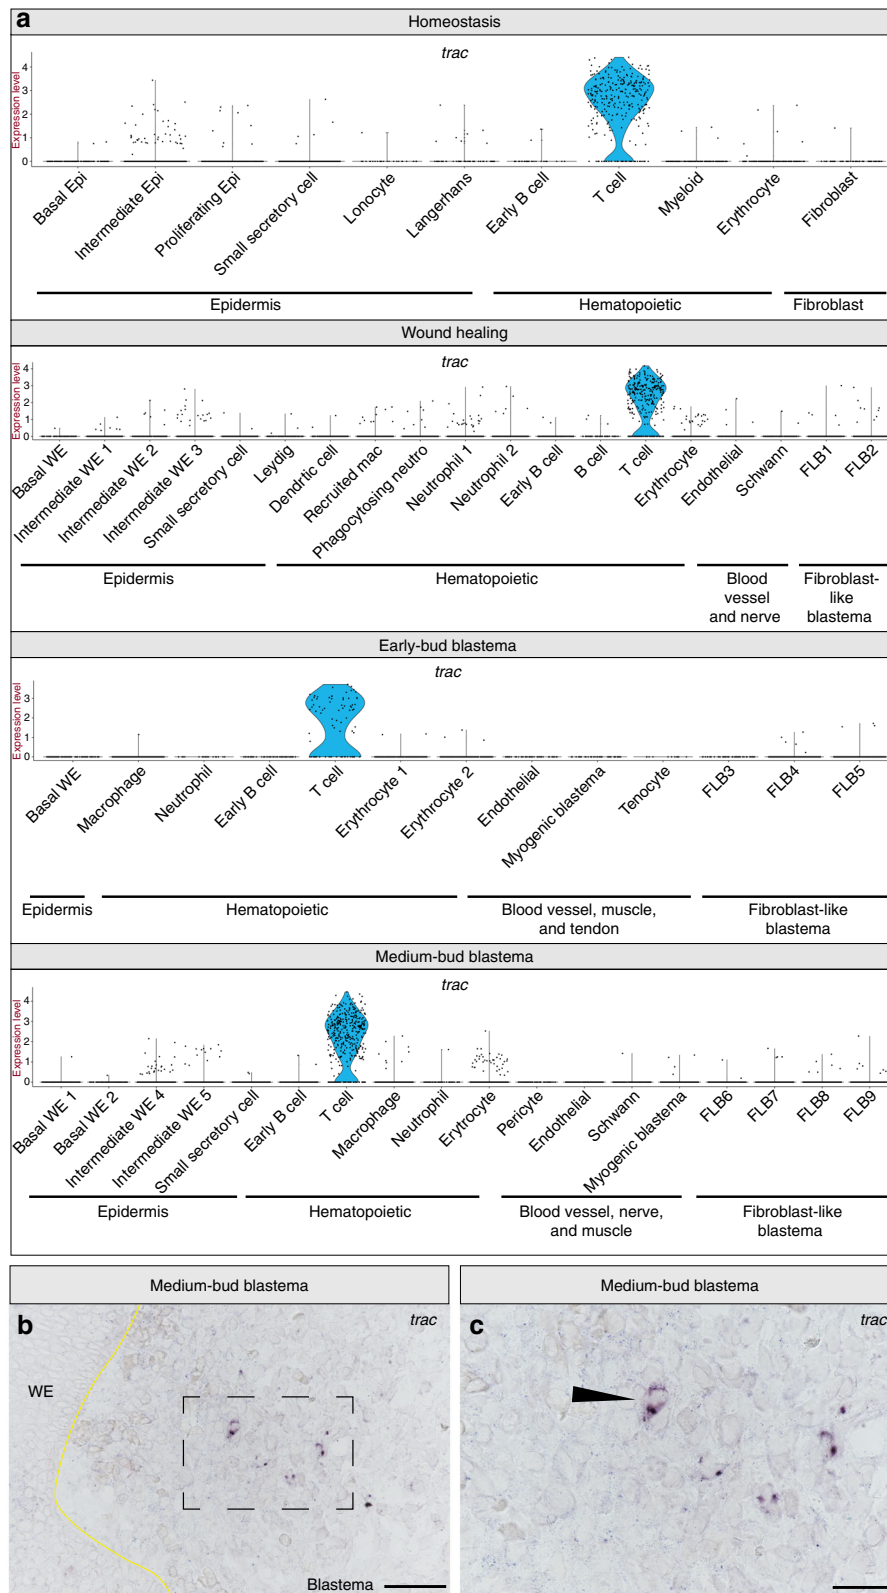 a
Homeostasis
trac
Expression level
4
3
2
1
0
Basal Epi
Intermediate Epi
Proliferating Epi
Small secretory cell
Lonocyte
Langerhans
Early B cell
T cell
Myeloid
Erythrocyte
Fibroblast
Epidermis
Hematopoietic
Fibroblast
Wound healing
trac
Expression level
4
3
2
1
0
Basal WE
Intermediate WE 1
Intermediate WE 2
Intermediate WE 3
Small secretory cell
Leydig
Dendrtic cell
Recruited mac
Phagocytosing neutro
Neutrophil 1
Neutrophil 2
Early B cell
B cell
T cell
Erythrocyte
Endothelial
Schwann
FLB1
FLB2
Epidermis
Hematopoietic
Blood
vessel
and nerve
Fibroblast-
like
blastema
Early-bud blastema
trac
Expression level
3
2
1
0
Basal WE
Macrophage
Neutrophil
Early B cell
T cell
Erythrocyte 1
Erythrocyte 2
Endothelial
Myogenic blastema
Tenocyte
FLB3
FLB4
FLB5
Epidermis
Hematopoietic
Blood vessel, muscle,
and tendon
Fibroblast-like
blastema
Medium-bud blastema
trac
Expression level
4
3
2
1
0
Basal WE 1
Basal WE 2
Intermediate WE 4
Intermediate WE 5
Small secretory cell
Early B cell
T cell
Macrophage
Neutrophil
Erytrocyte
Pericyte
Endothelial
Schwann
Myogenic blastema
FLB6
FLB7
FLB8
FLB9
Epidermis
Hematopoietic
Blood vessel, nerve,
and muscle
Fibroblast-like
blastema
Medium-bud blastema
b
trac
WE
Blastema
Medium-bud blastema
c
trac